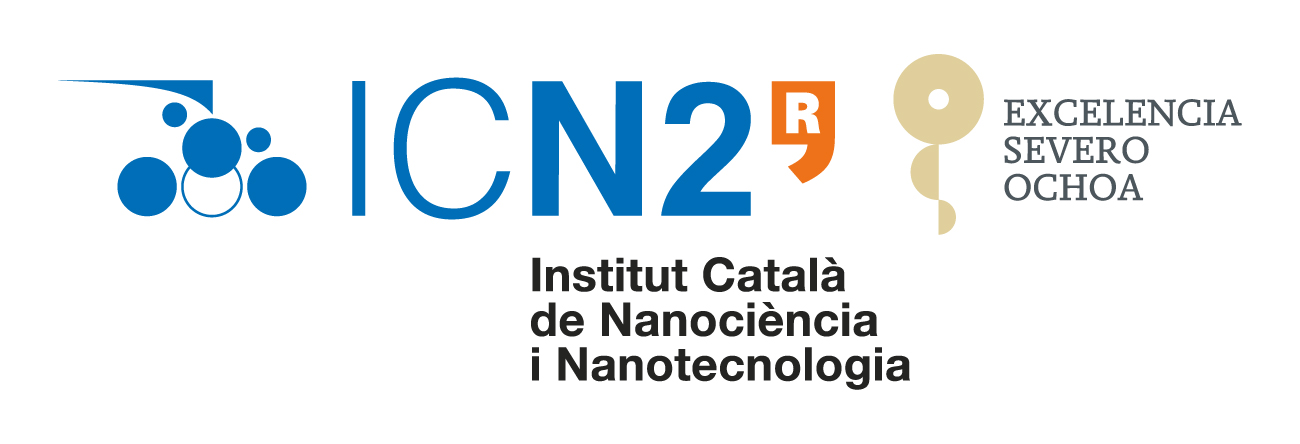 ICN2
R
EXCELENCIA
SEVERO
OCHOA
Institut Català
de Nanociència
i Nanotecnologia